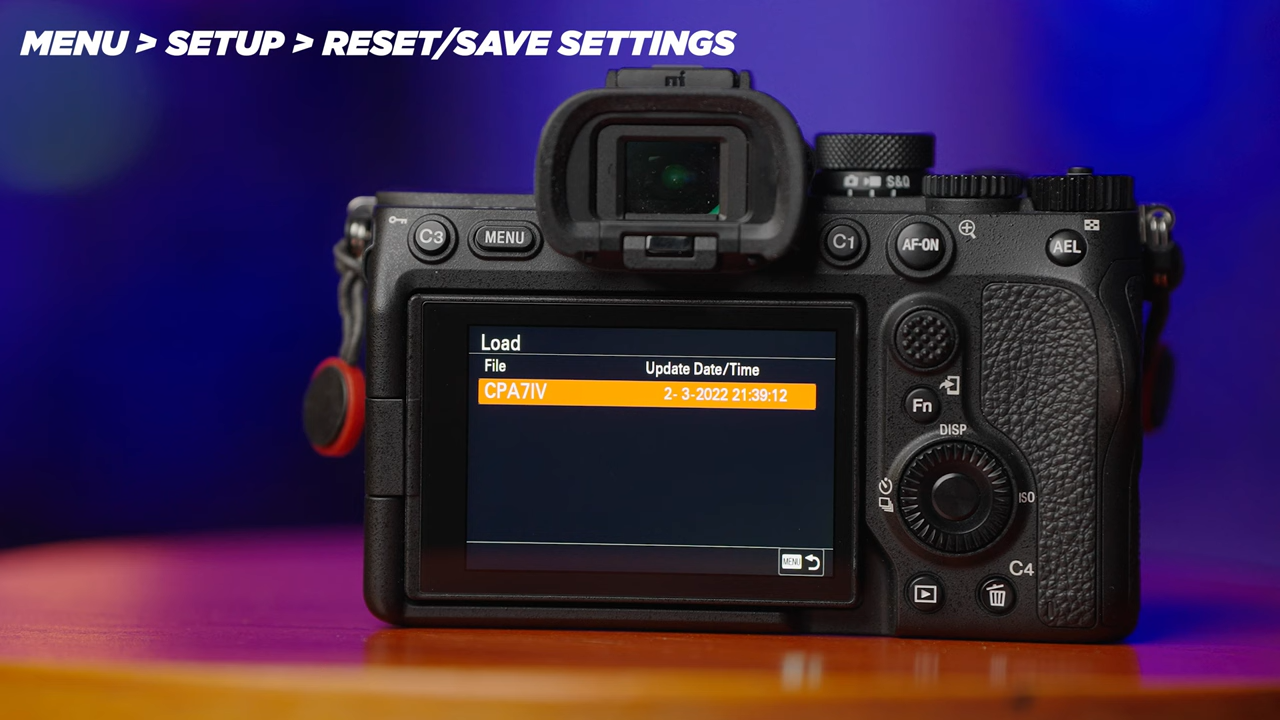 MENU > SETUP > RESET/SAVE SETTINGS
S&Q
C3
MENU
C1
AF-ON
AEL
Load
File Update Date/Time
CPA7IV 2- 3-2022 21:39:12
Fn
DISP
ISO
MENU
C4